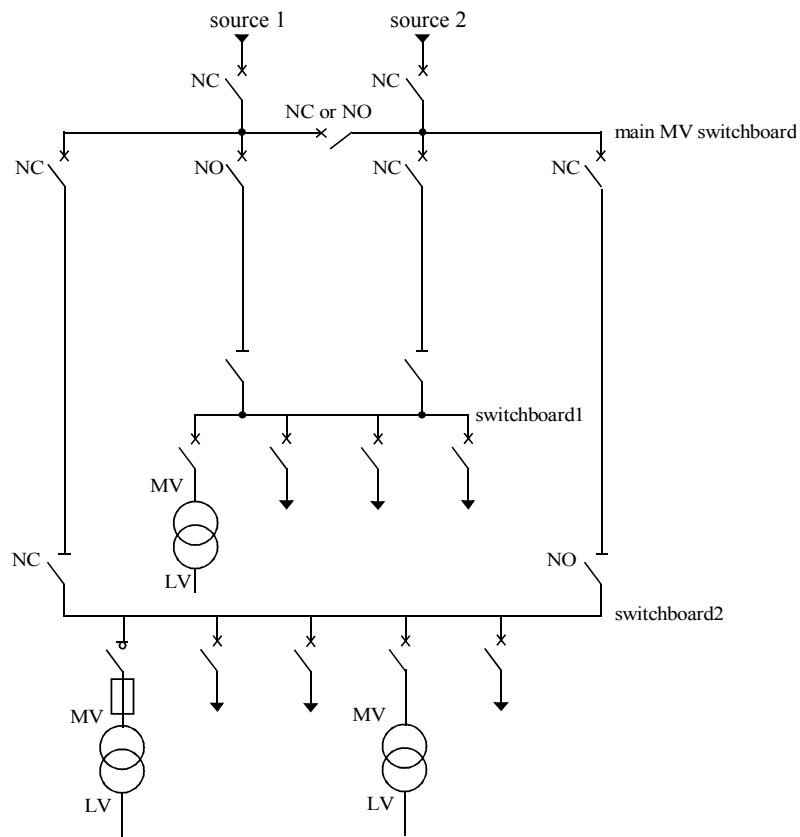 source 1
source 2
NC
NC
NC or NO
main MV switchboard
NC
NO
NC
NC
switchboard1
MV
LV
NC
NO
switchboard2
MV
MV
LV
LV